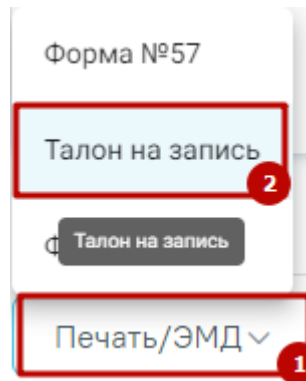 Форма №57
Талон на запись
2
Ф
Талон на запись
Печать/ЭМД
1